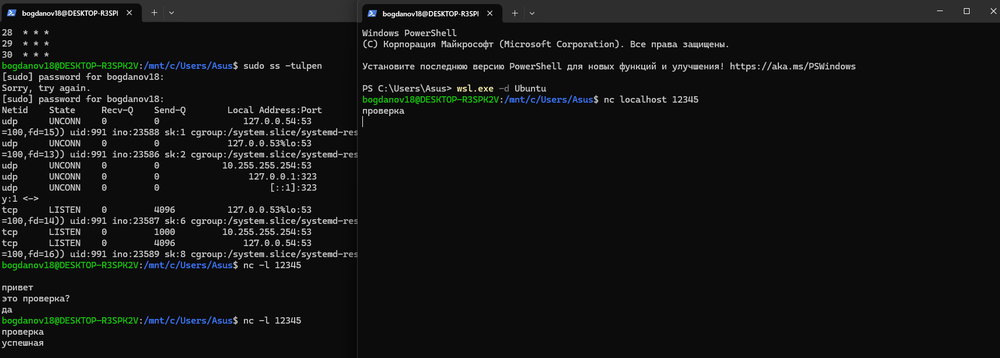 bogdanov18@DESKTOP-R3SPI
28 * * *
29 * * *
30 * * *
bogdanov18@DESKTOP-R3SPK2V:/mnt/c/Users/Asus$ sudo ss -tulpen
[sudo] password for bogdanov18:
Sorry, try again.
[sudo] password for bogdanov18:
Netid State Recv-Q Send-Q Local Address:Port
udp UNCONN 0 0 127.0.0.54:53
=100,fd=15)) uid:991 ino:23588 sk:1 cgroup:/system.slice/systemd-res
udp UNCONN 0 0 127.0.0.53%lo:53
=100,fd=13)) uid:991 ino:23586 sk:2 cgroup:/system.slice/systemd-res
udp UNCONN 0 0 10.255.255.254:53
udp UNCONN 0 0 127.0.0.1:323
udp UNCONN 0 0 [::1]:323
y:1 <->
tcp LISTEN 0 4096 127.0.0.53%lo:53
=100,fd=14)) uid:991 ino:23587 sk:6 cgroup:/system.slice/systemd-res
tcp LISTEN 0 1000 10.255.255.254:53
tcp LISTEN 0 4096 127.0.0.54:53
=100,fd=16)) uid:991 ino:23589 sk:8 cgroup:/system.slice/systemd-res
bogdanov18@DESKTOP-R3SPK2V:/mnt/c/Users/Asus$ nc -l 12345
привет
это проверка?
да
bogdanov18@DESKTOP-R3SPK2V:/mnt/c/Users/Asus$ nc -l 12345
проверка
успешная
bogdanov18@DESKTOP-R3SPI
Windows PowerShell
(C) Корпорация Майкрософт (Microsoft Corporation). Все права защищены.
Установите последнюю версию PowerShell для новых функций и улучшения! https://aka.ms/PSWindows
PS C:\Users\Asus> wsl.exe -d Ubuntu
bogdanov18@DESKTOP-R3SPK2V:/mnt/c/Users/Asus$ nc localhost 12345
проверка